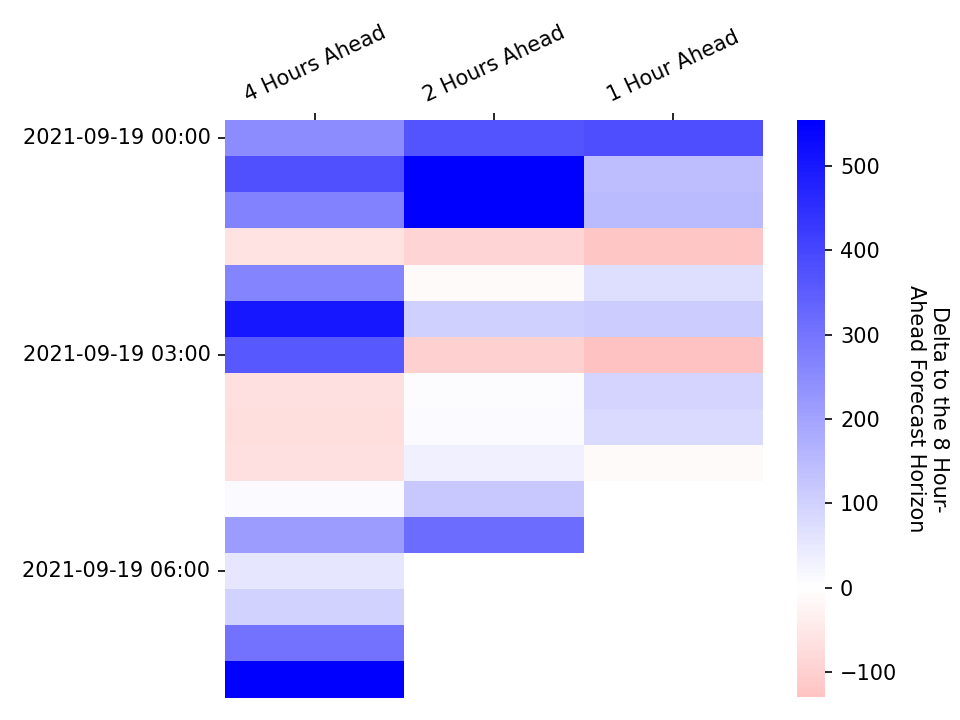 4 Hours Ahead
2 Hours Ahead
1 Hour Ahead
2021-09-19 00:00
2021-09-19 03:00
2021-09-19 06:00
500
400
300
200
100
0
−100
Delta to the 8 Hour-
Ahead Forecast Horizon